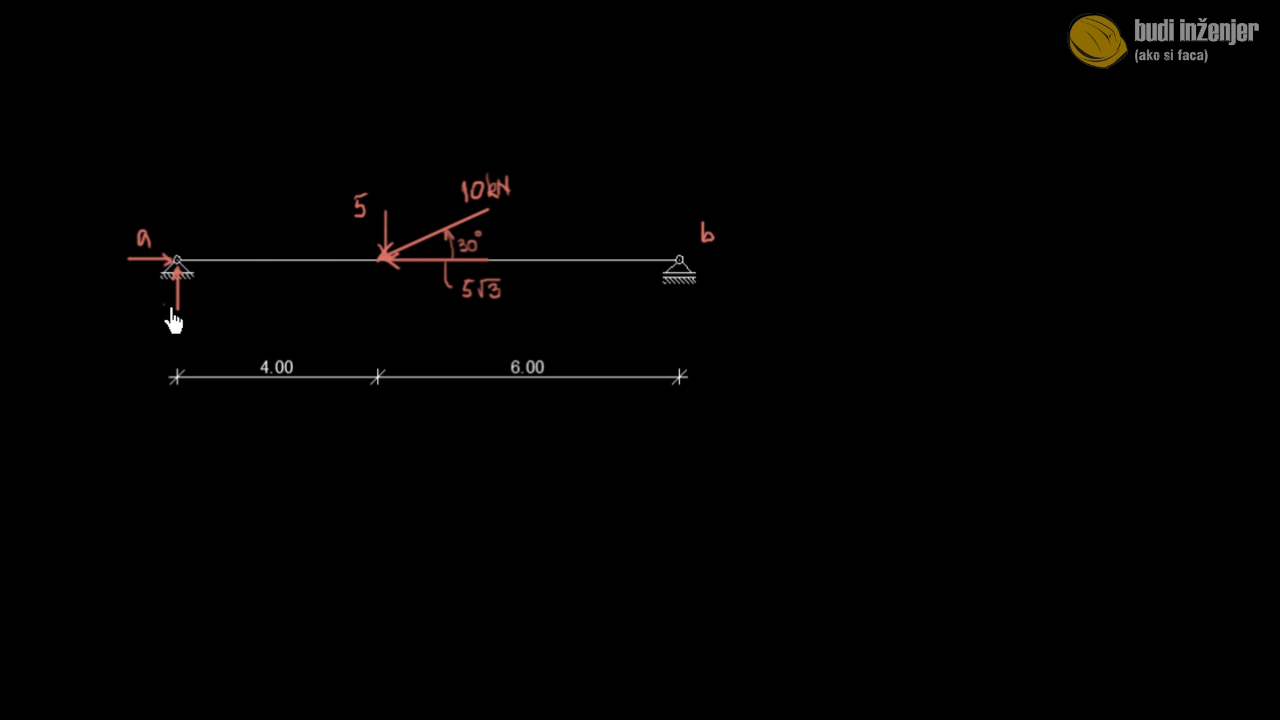 budi inženjer
(ako si faca)
10kN
5
a
30°
b
5√3
4.00
6.00